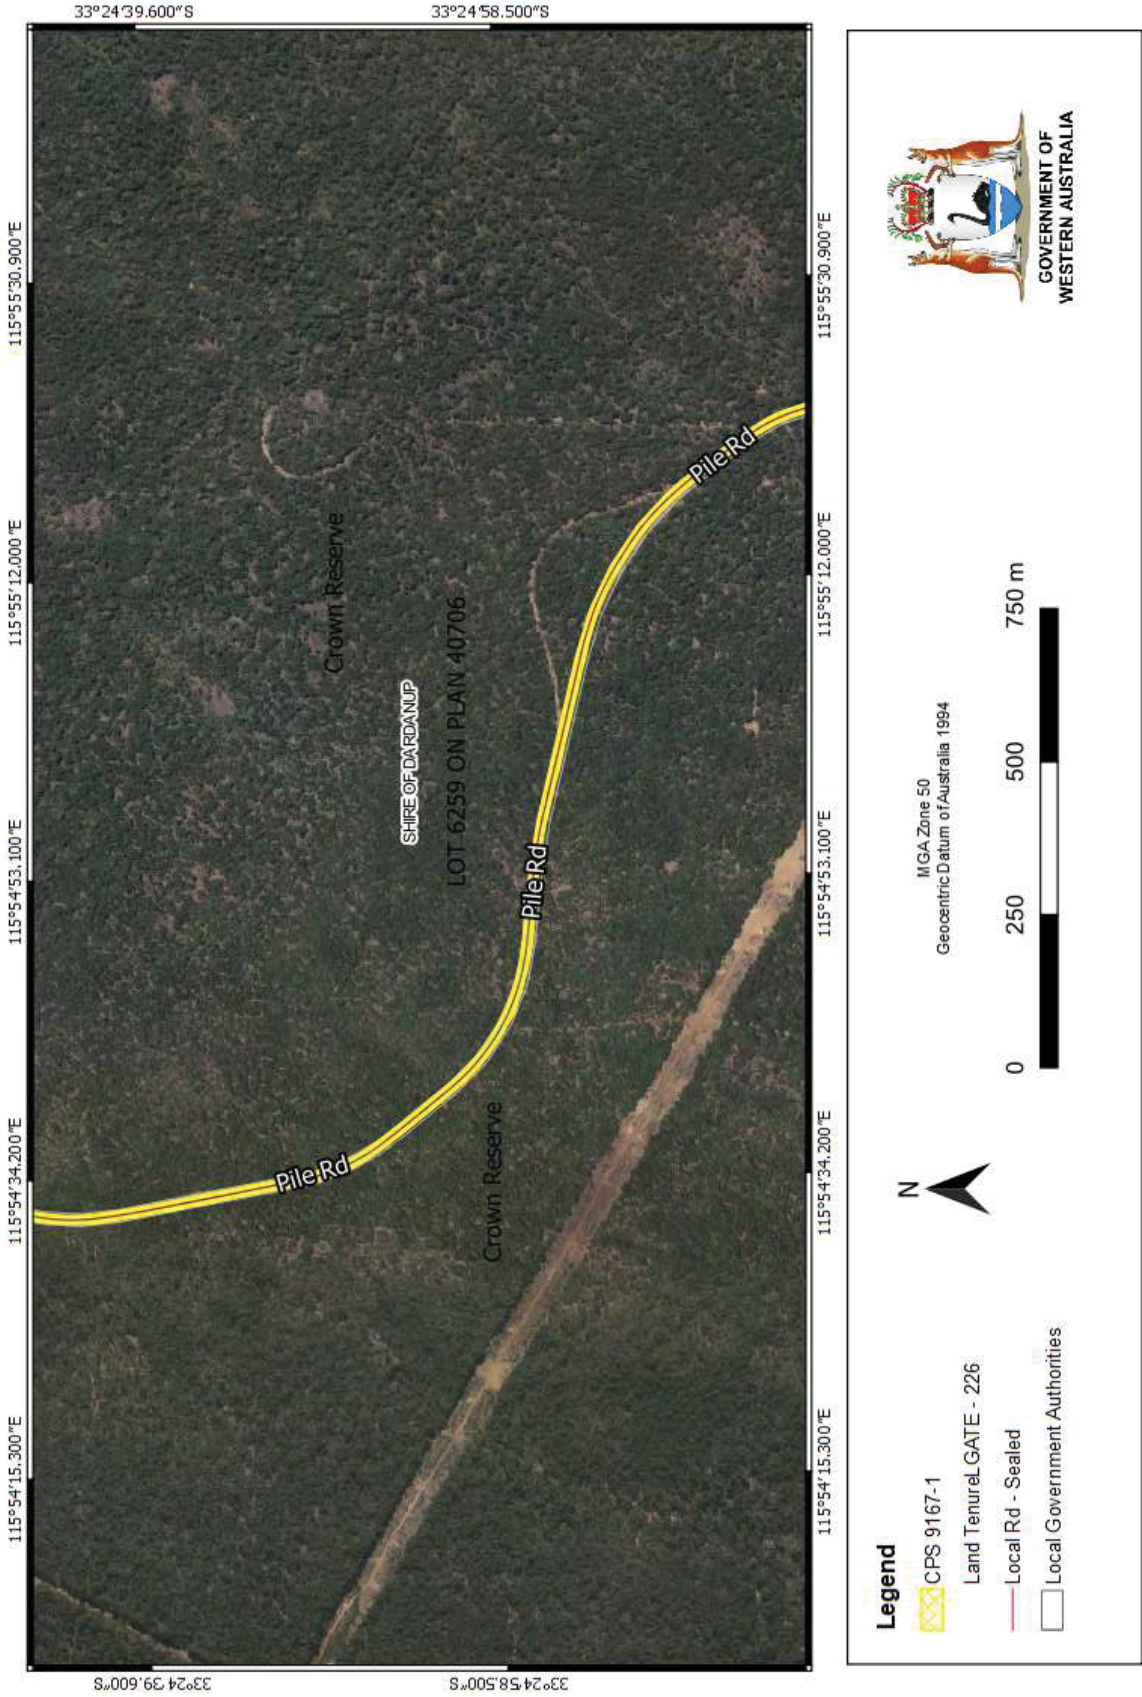 115°54'15.300"E
115°54'34.200"E
115°54'53.100"E
115°55'12.000"E
115°55'30.900"E
33°24'39.600"S
33°24'39.600"S
33°24'58.500"S
33°24'58.500"S
Pile Rd
Crown Reserve
SHIRE OF DARDANUP
LOT 6259 ON PLAN 40706
Crown Reserve
Pile Rd
Pile Rd
115°54'15.300"E
115°54'34.200"E
115°54'53.100"E
115°55'12.000"E
115°55'30.900"E
Legend
CPS 9167-1
Land TenureLGATE - 226
Local Rd - Sealed
Local Government Authorities
N
MGA Zone 50
Geocentric Datum of Australia 1994
0 250 500 750 m
GOVERNMENT OF
WESTERN AUSTRALIA